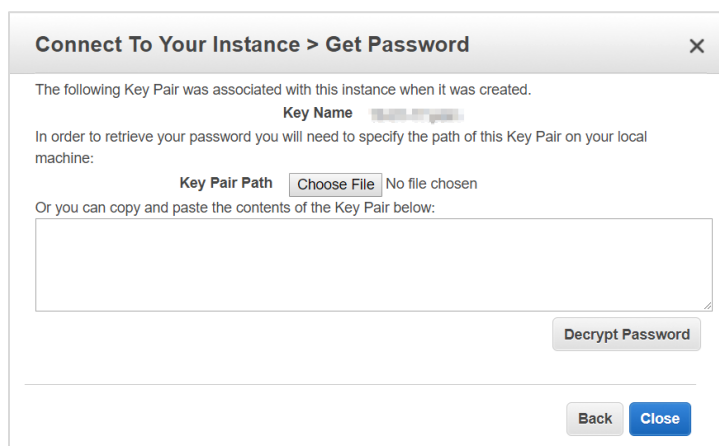 Connect To Your Instance > Get Password
The following Key Pair was associated with this instance when it was created.
Key Name
In order to retrieve your password you will need to specify the path of this Key Pair on your local
machine:
Key Pair Path Choose File No file chosen
Or you can copy and paste the contents of the Key Pair below:
Decrypt Password
Back Close